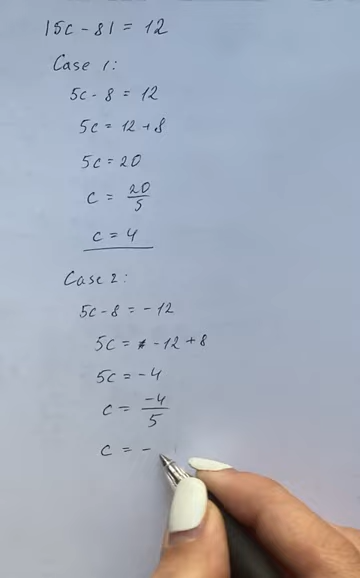 |5c - 8| = 12
Case 1:
5c - 8 = 12
5c = 12 + 8
5c = 20
c = 20/5
c = 4
Case 2:
5c - 8 = -12
5c = -12 + 8
5c = -4
c = -4/5
c = -